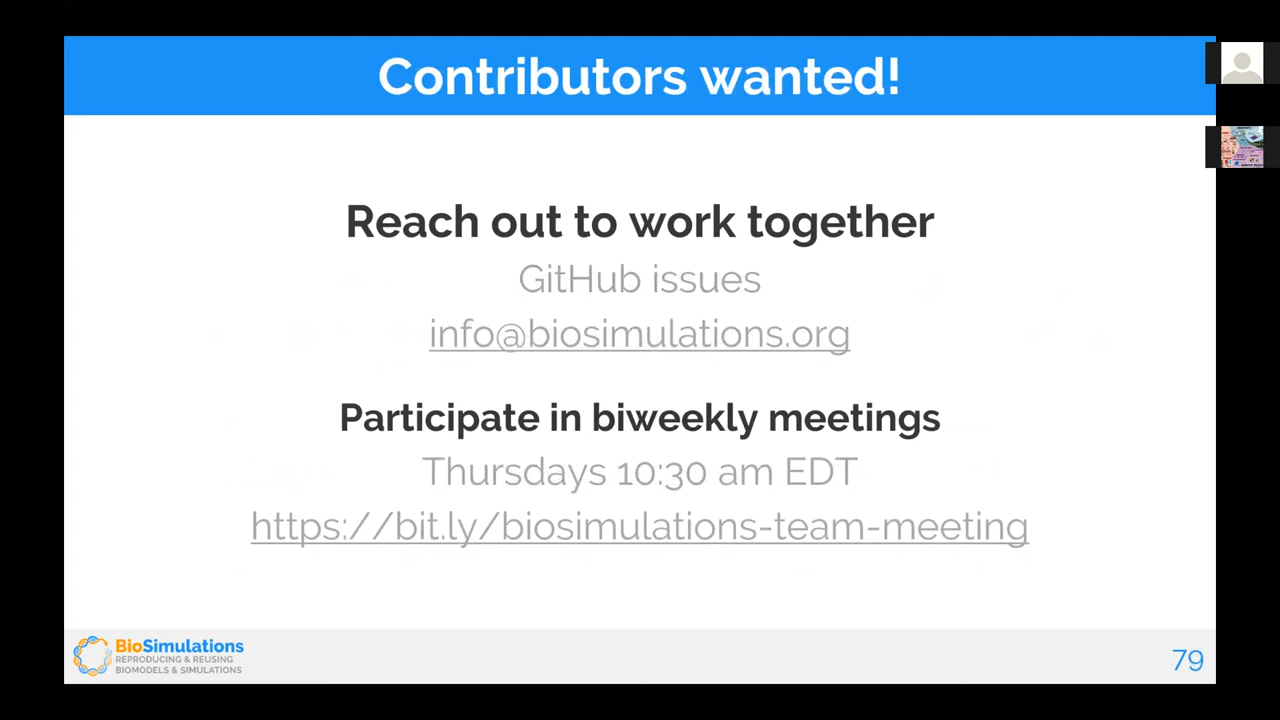 Contributors wanted!
Reach out to work together
GitHub issues
info@biosimulations.org
Participate in biweekly meetings
Thursdays 10:30 am EDT
https://bit.ly/biosimulations-team-meeting
BioSimulations
REPRODUCING & REUSING
BIOMODELS & SIMULATIONS
79